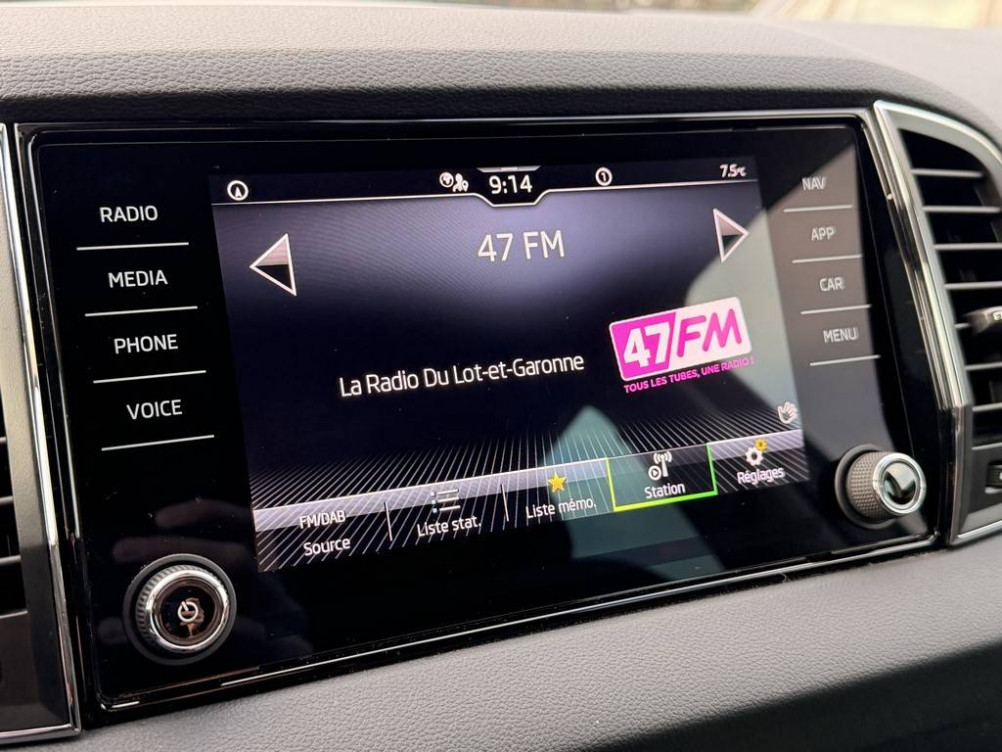 9:14
1
7.5°C
RADIO
MEDIA
PHONE
VOICE
NAV
APP
CAR
MENU
47 FM
La Radio Du Lot-et-Garonne
47FM
TOUS LES TUBES, UNE RADIO !
FM/DAB
Source
Liste stat.
Liste mémo.
Station
Réglages